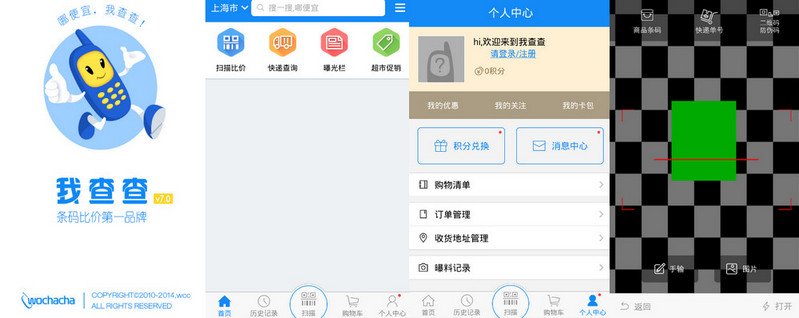 哪便宜，我查查！
我查查 v7.0
条码比价第一品牌
wochacha
COPYRIGHT©2010-2014,wcc
ALL RIGHTS RESERVED
上海市
搜一搜,哪便宜
扫描比价
快递查询
曝光栏
超市促销
首页
历史记录
扫描
购物车
个人中心
个人中心
hi,欢迎来到我查查
请登录/注册
0积分
我的优惠
我的关注
我的卡包
积分兑换
消息中心
购物清单
订单管理
收货地址管理
曝料记录
首页
历史记录
扫描
购物车
个人中心
商品条码
快递单号
二维码
防伪码
手输
图片
返回
打开